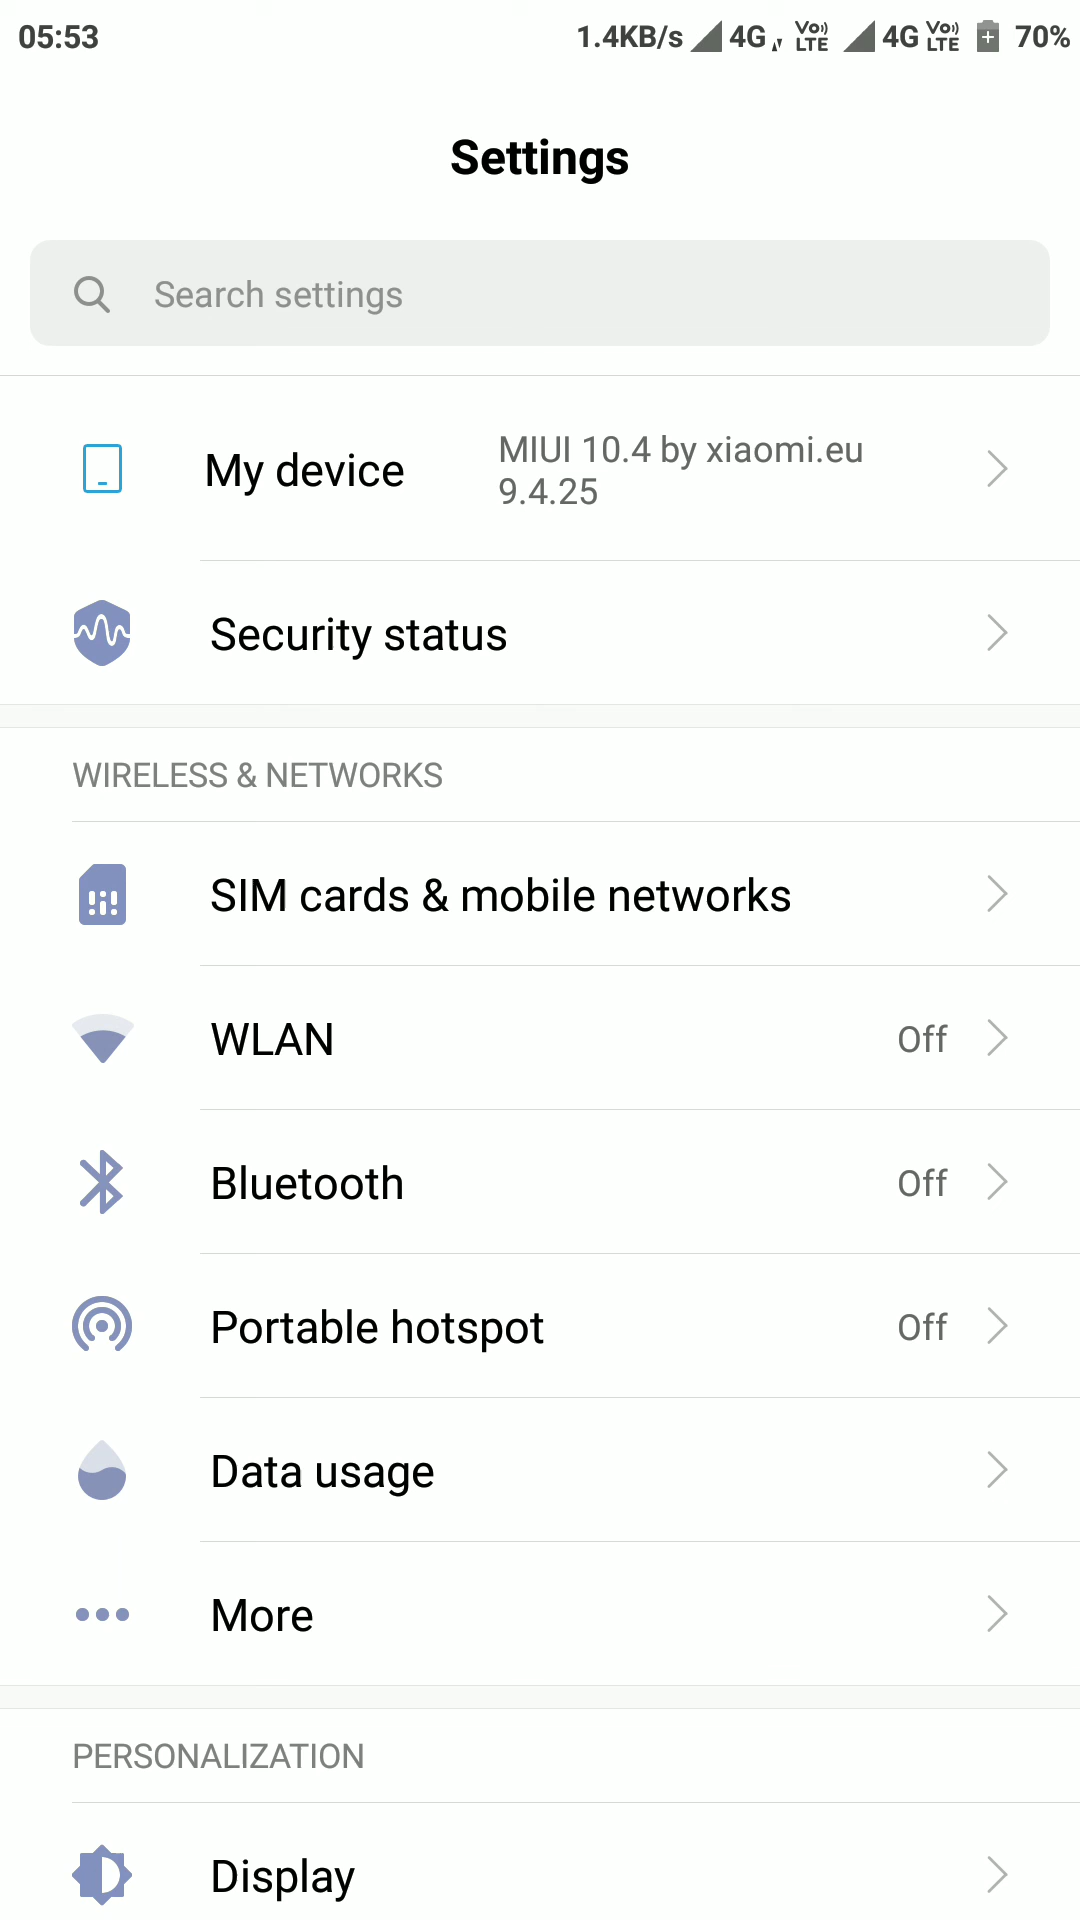 05:53 1.4KB/s 4G VoLTE 4G VoLTE 70%
Settings
Search settings
My device MIUI 10.4 by xiaomi.eu
9.4.25
Security status
WIRELESS & NETWORKS
SIM cards & mobile networks
WLAN Off
Bluetooth Off
Portable hotspot Off
Data usage
More
PERSONALIZATION
Display